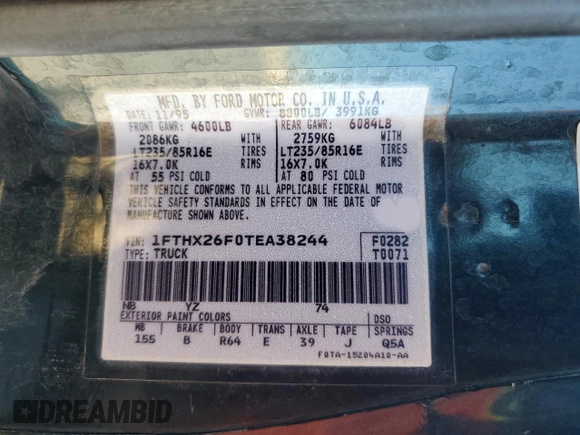 MFD. BY FORD MOTOR CO. IN U.S.A.
DATE: 11/95 GVWR: 8800LB/ 3991KG
FRONT GAWR: 4600LB REAR GAWR: 6084LB
2086KG WITH 2759KG WITH
LT235/85R16E TIRES LT235/85R16E TIRES
16X7.0K RIMS 16X7.0K RIMS
AT 55 PSI COLD AT 80 PSI COLD
THIS VEHICLE CONFORMS TO ALL APPLICABLE FEDERAL MOTOR
VEHICLE SAFETY STANDARDS IN EFFECT ON THE DATE OF
MANUFACTURE SHOWN ABOVE.
VIN: 1FTHX26F0TEA38244 F0282
TYPE: TRUCK T0071
NB YZ 74
EXTERIOR PAINT COLORS DSO
WB BRAKE BODY TRANS AXLE TAPE SPRINGS
155 B R64 E 39 J Q5A
F0TA-15204A10-AA
DREAMBID